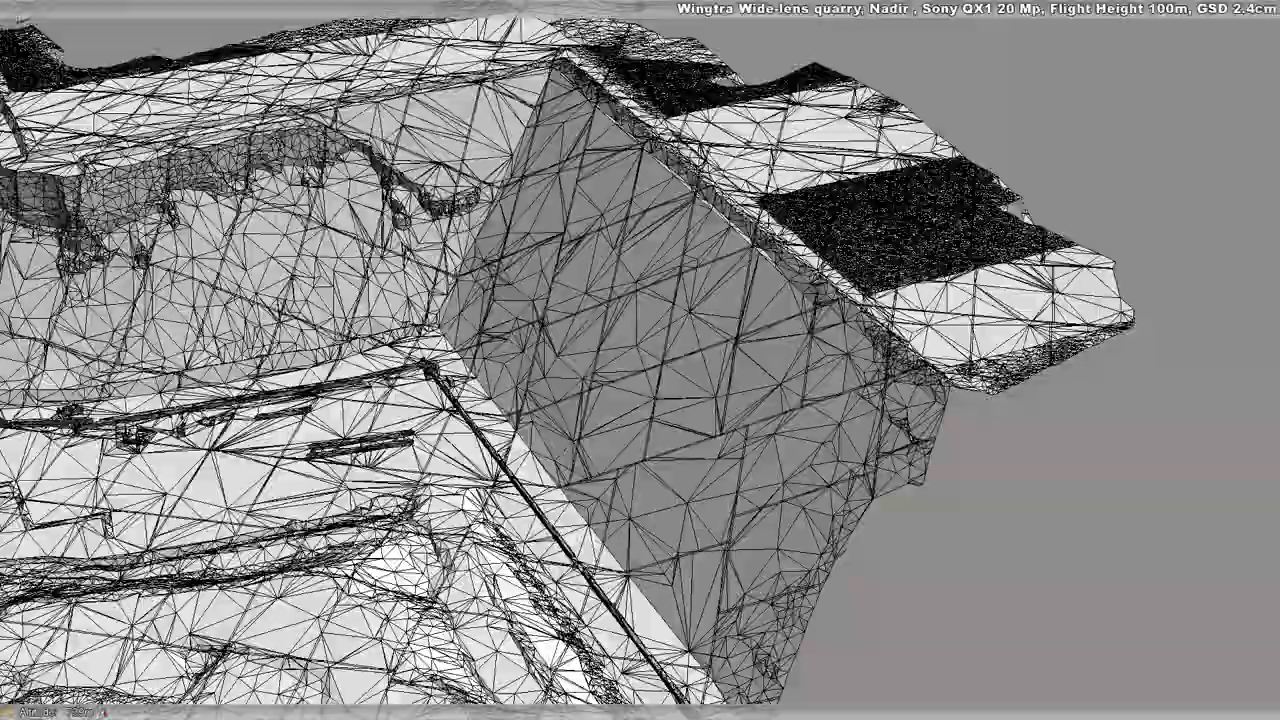 Wingtra Wide-lens quarry, Nadir , Sony QX1 20 Mp, Flight Height 100m, GSD 2,4cm